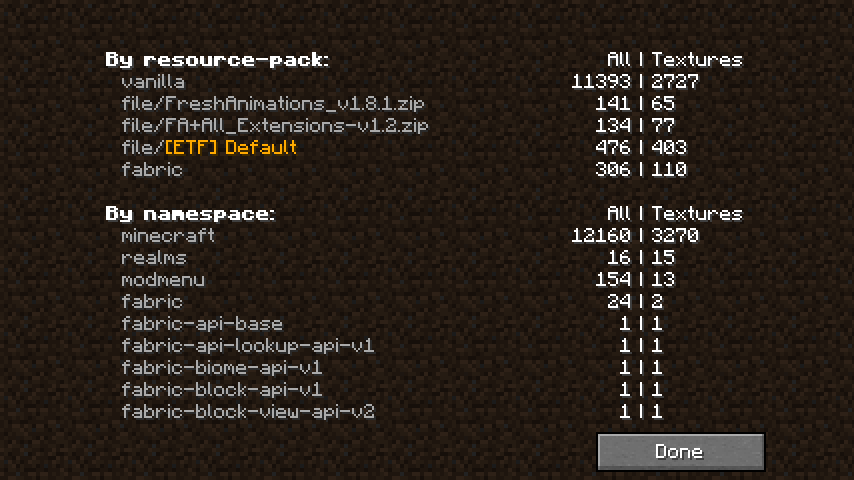 By resource-pack: All | Textures
vanilla 11393 | 2727
file/FreshAnimations_v1.8.1.zip 141 | 65
file/FA+All_Extensions-v1.2.zip 134 | 77
file/[ETF] Default 476 | 403
fabric 306 | 110
By namespace: All | Textures
minecraft 12160 | 3270
realms 16 | 15
modmenu 154 | 13
fabric 24 | 2
fabric-api-base 1 | 1
fabric-api-lookup-api-v1 1 | 1
fabric-biome-api-v1 1 | 1
fabric-block-api-v1 1 | 1
fabric-block-view-api-v2 1 | 1
Done